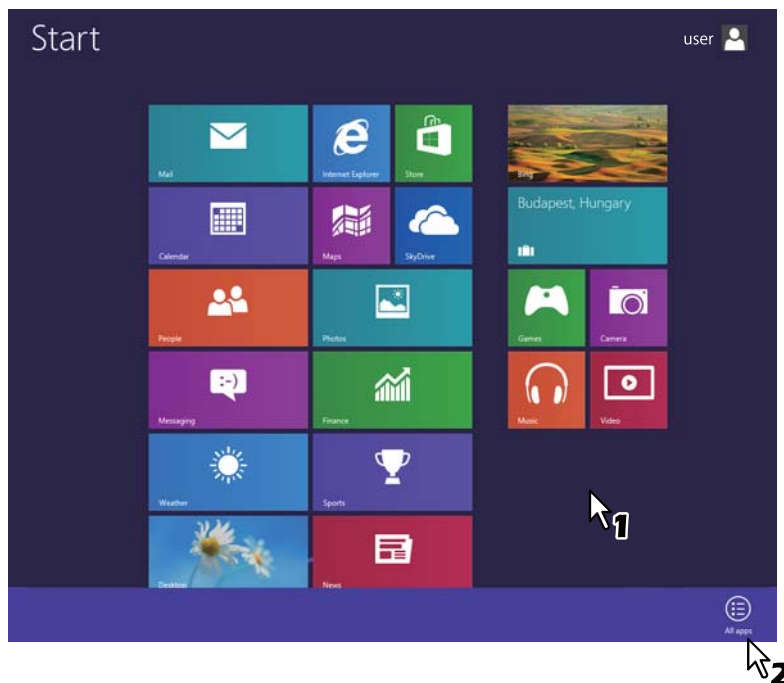 Start
user
Mail
Internet Explorer
Store
Bing
Calendar
Maps
SkyDrive
Budapest, Hungary
People
Photos
Games
Camera
Messaging
Finance
Music
Video
Weather
Sports
1
Desktop
News
All apps
2